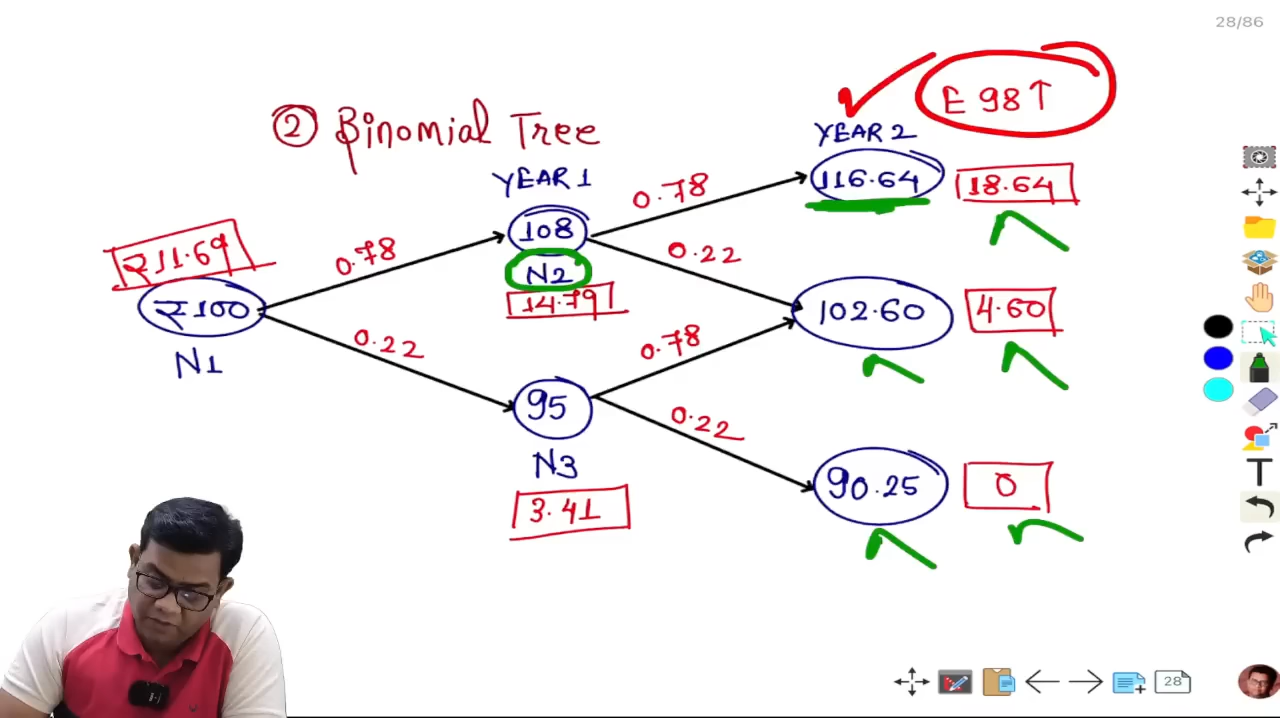 28/86
E 98↑
② Binomial Tree
YEAR 2
116.64
18.64
YEAR 1
0.78
108
N2
14.79
0.22
₹11.69
0.78
₹100
N1
102.60
4.60
0.22
0.78
95
N3
3.41
0.22
90.25
0
T
28